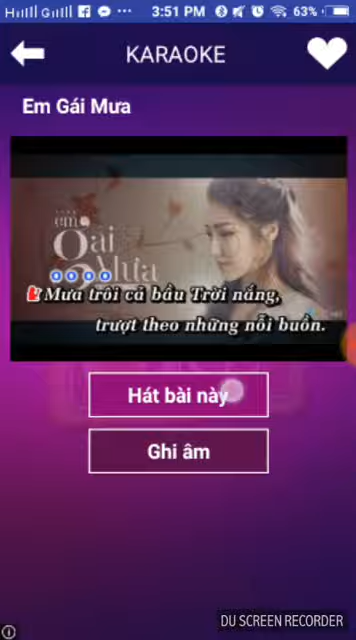 3:51 PM
63%
KARAOKE
Em Gái Mưa
em
gái
Mưa
Mưa trôi cả bầu Trời nắng,
trượt theo những nỗi buồn.
Hát bài này
Ghi âm
DU SCREEN RECORDER